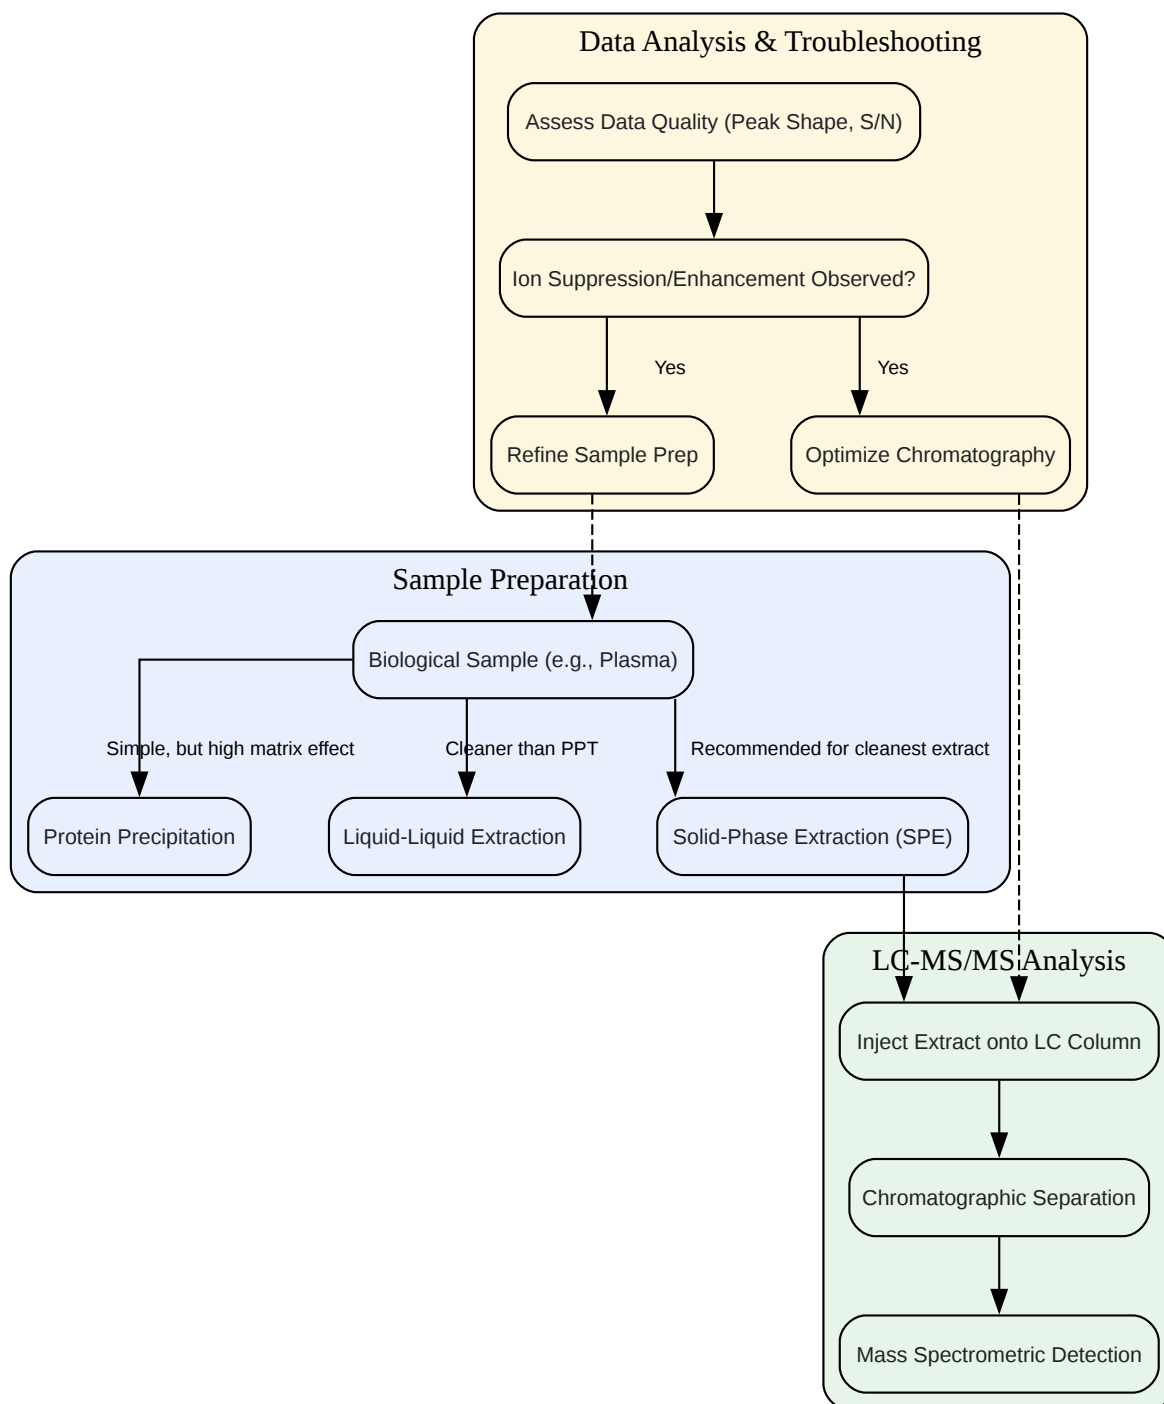 Data Analysis & Troubleshooting
Assess Data Quality (Peak Shape, S/N)
Ion Suppression/Enhancement Observed?
Yes
Yes
Refine Sample Prep
Optimize Chromatography
Sample Preparation
Biological Sample (e.g., Plasma)
Simple, but high matrix effect
Cleaner than PPT
Recommended for cleanest extract
Protein Precipitation
Liquid-Liquid Extraction
Solid-Phase Extraction (SPE)
LC-MS/MS Analysis
Inject Extract onto LC Column
Chromatographic Separation
Mass Spectrometric Detection